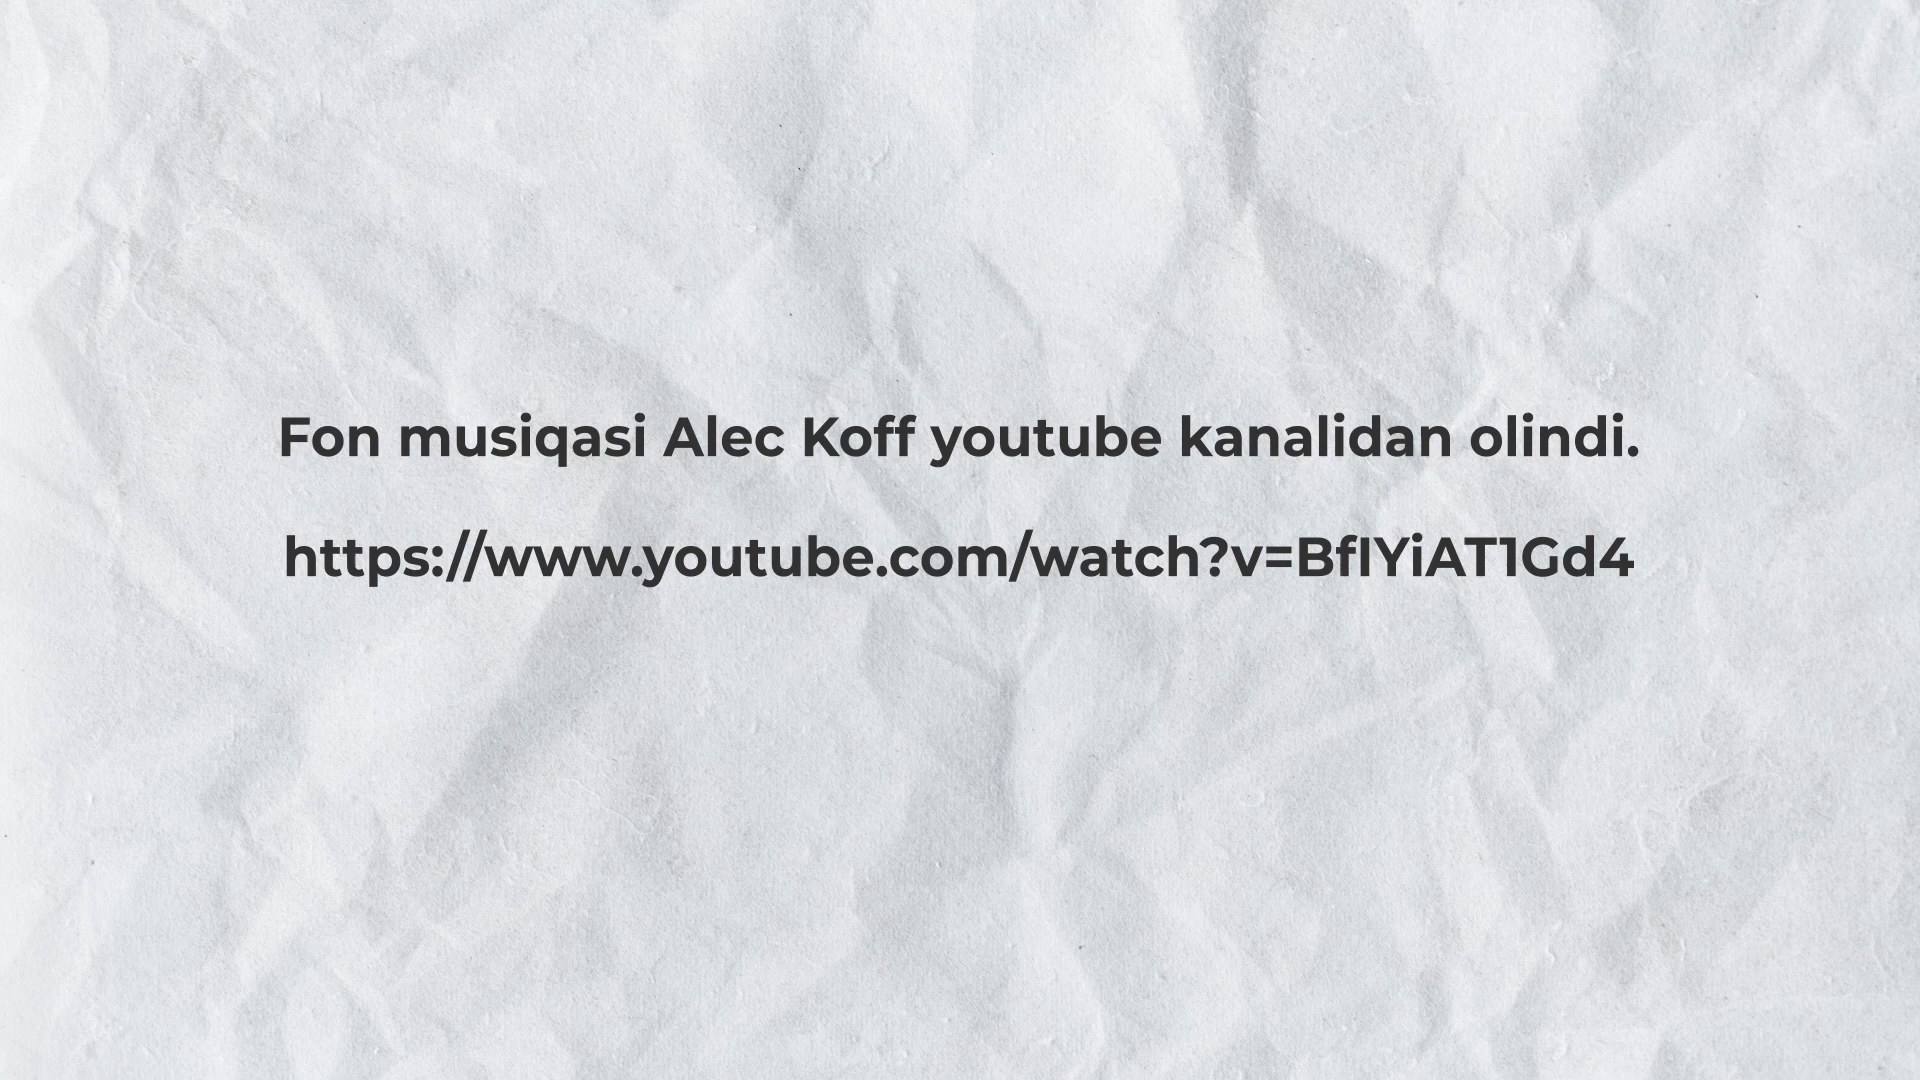 Fon musiqasi Alec Koff youtube kanalidan olindi.
https://www.youtube.com/watch?v=BfIYiAT1Gd4